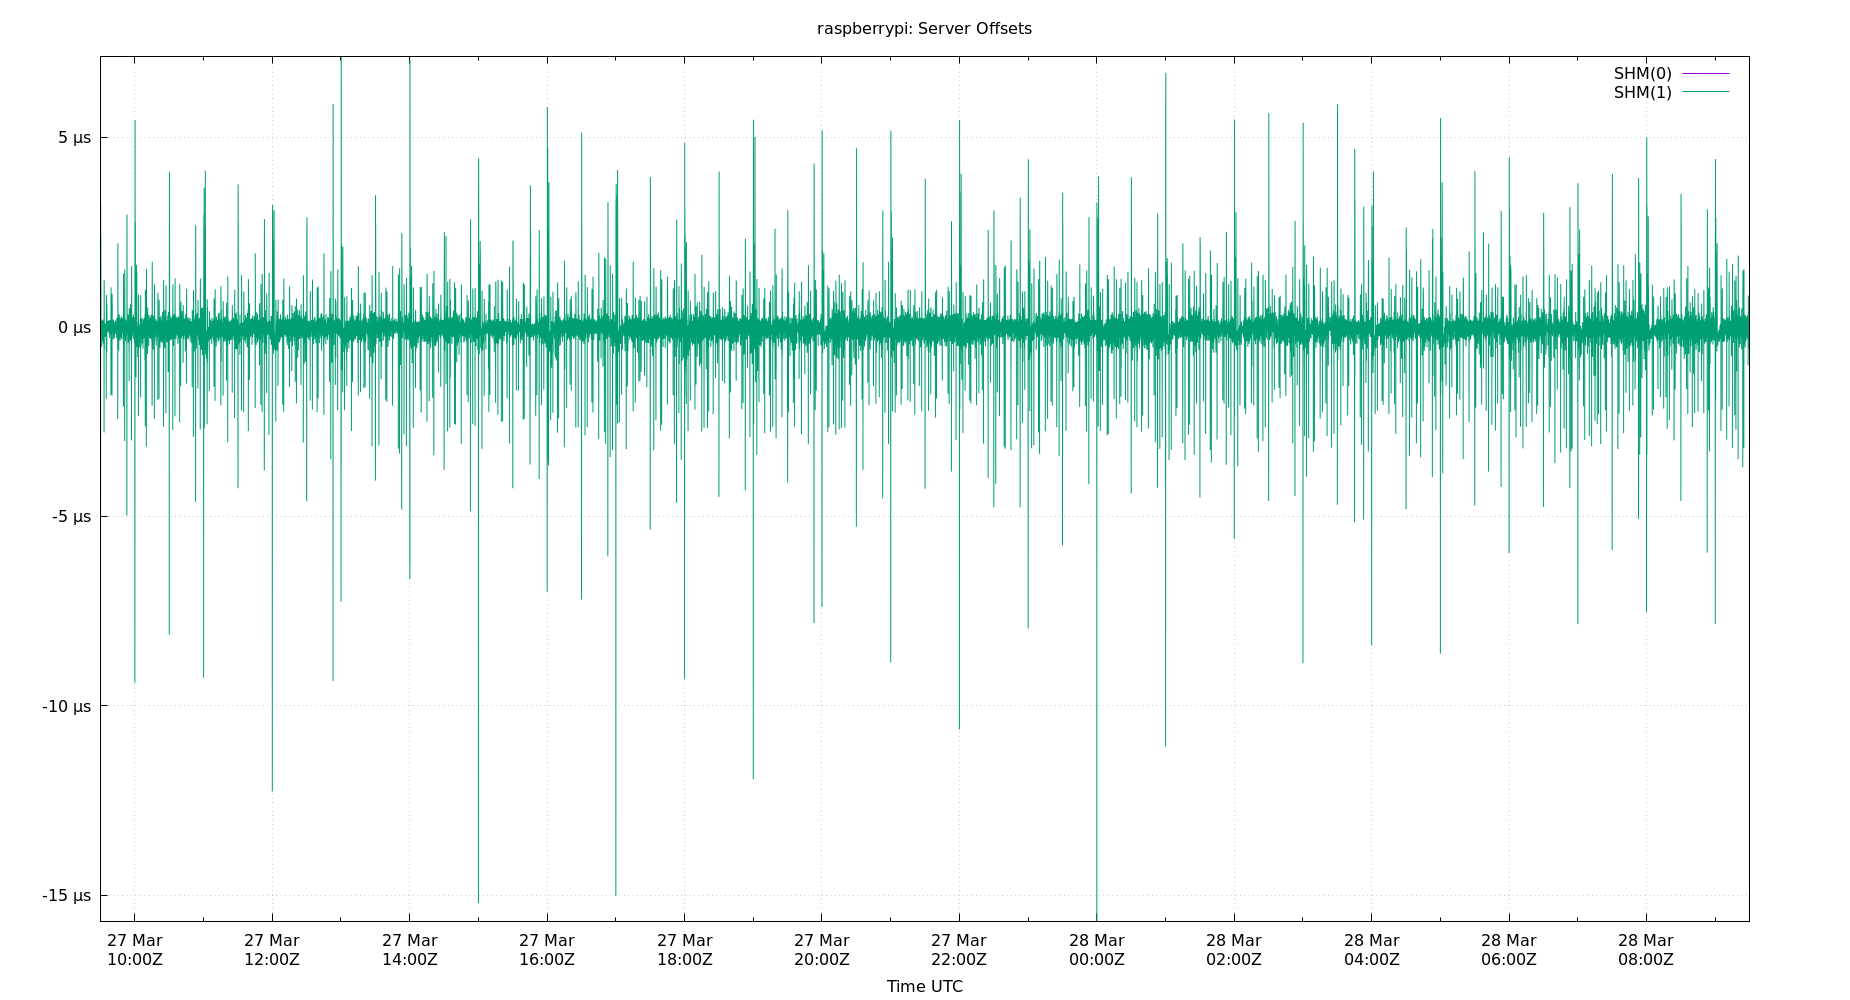 raspberrypi: Server Offsets
SHM(0)
SHM(1)
5 µs
0 µs
-5 µs
-10 µs
-15 µs
27 Mar 27 Mar 27 Mar 27 Mar 27 Mar 27 Mar 27 Mar 28 Mar 28 Mar 28 Mar 28 Mar 28 Mar
10:00Z 12:00Z 14:00Z 16:00Z 18:00Z 20:00Z 22:00Z 00:00Z 02:00Z 04:00Z 06:00Z 08:00Z
Time UTC